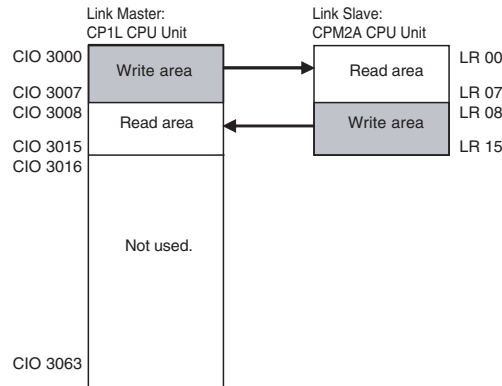 Link Master:
CP1L CPU Unit
Link Slave:
CPM2A CPU Unit
CIO 3000
Write area
Read area
LR 00
CIO 3007
LR 07
CIO 3008
Read area
Write area
LR 08
CIO 3015
LR 15
CIO 3016
Not used.
CIO 3063